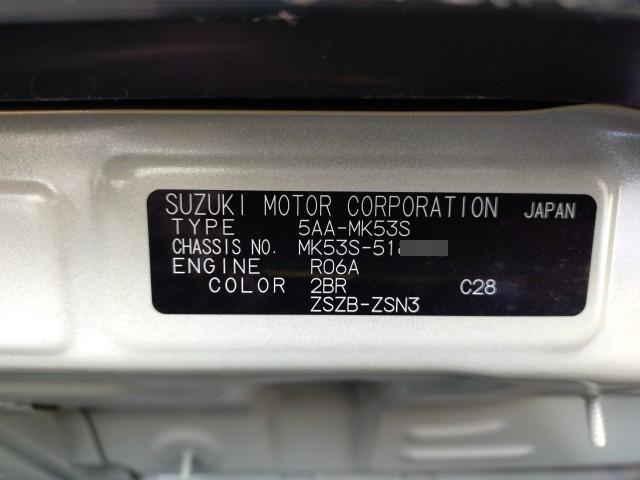 SUZUKI MOTOR CORPORATION JAPAN
TYPE 5AA-MK53S
CHASSIS NO. MK53S-51
ENGINE R06A
COLOR 2BR C28
ZSZB-ZSN3